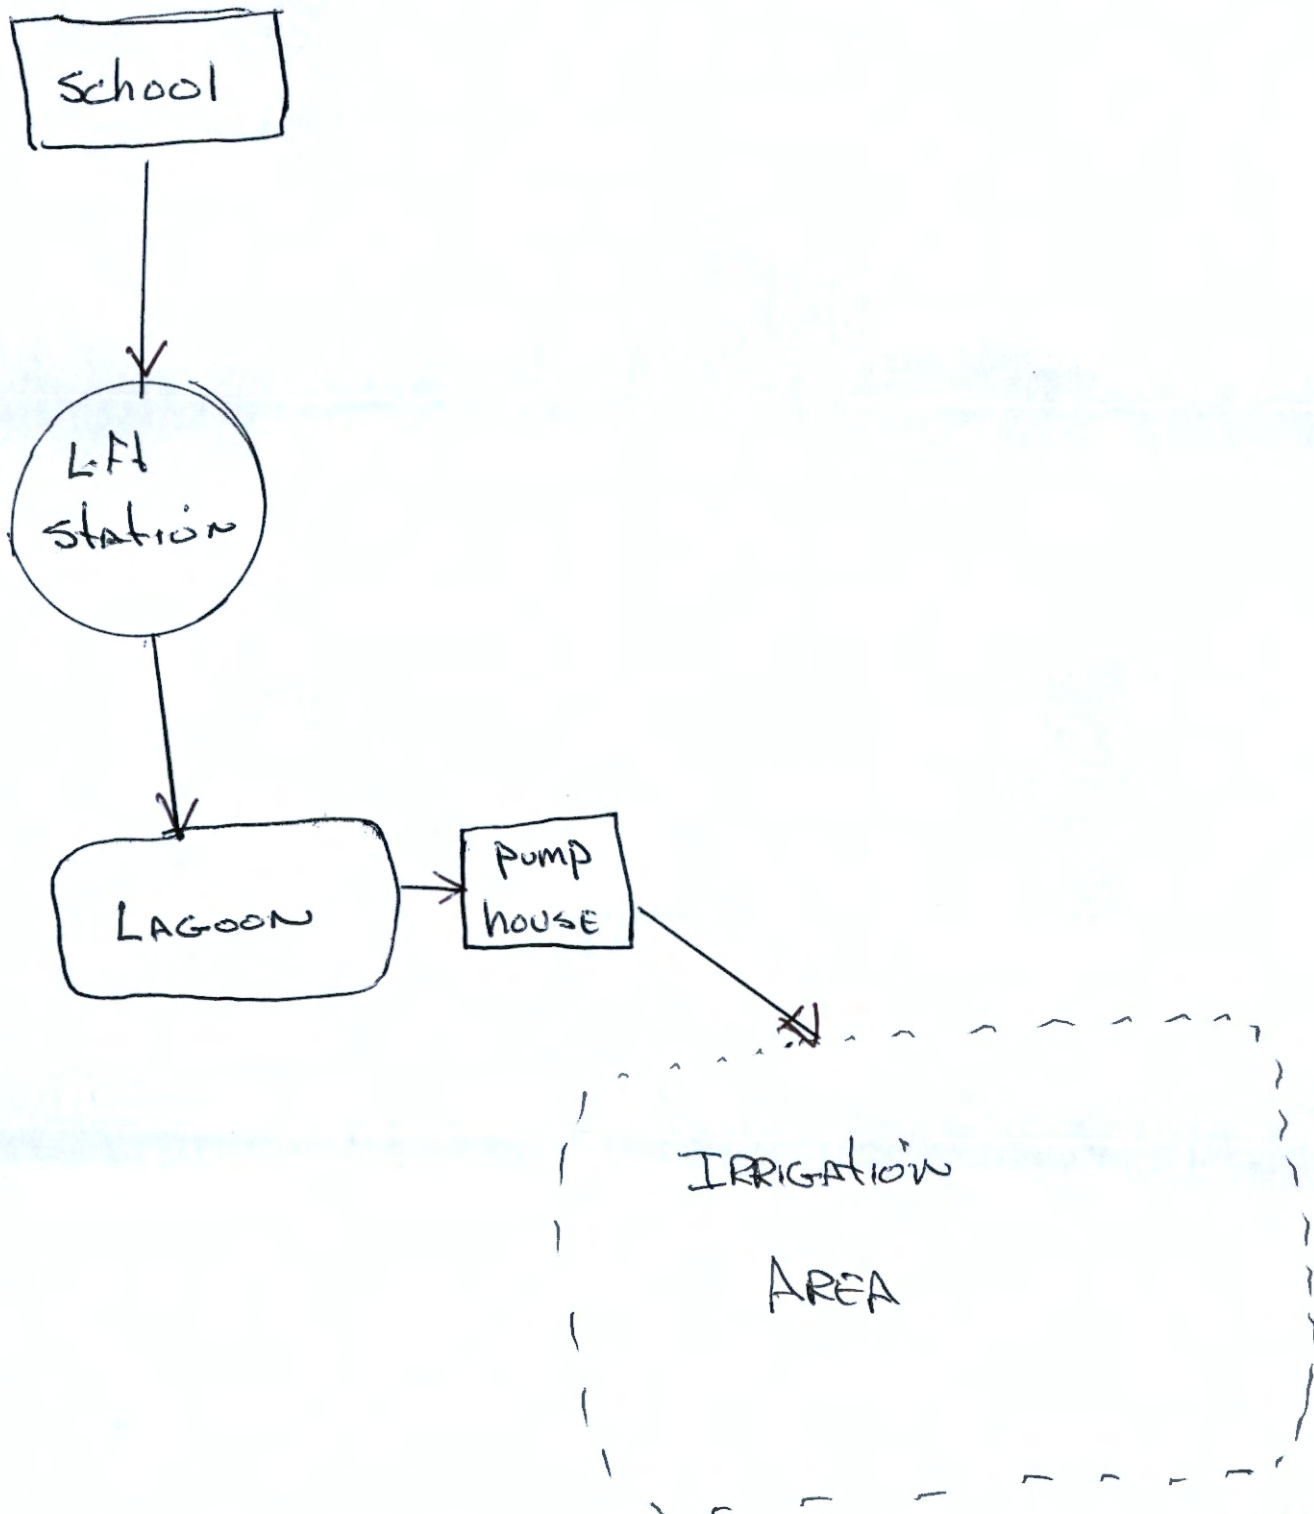 School
Lift
Station
LAGOON
Pump
house
IRRIGATION
AREA